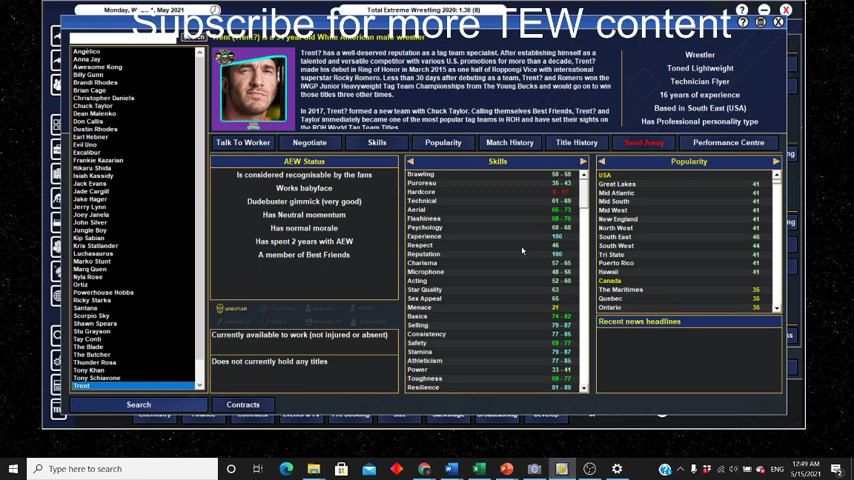 Subscribe for more TEW content
Total Extreme Wrestling 2020: 1.30 (8)
May 2021
Trent? has a well-deserved reputation as a tag team specialist. After establishing himself as a
talented and versatile competitor with various U.S. promotions for more than a decade, Trent?
made his debut in Ring of Honor in March 2015 as one half of Roppongi Vice with international
superstar Rocky Romero. Less than 30 days after debuting as a team, Trent? and Romero won the
IWGP Junior Heavyweight Tag Team Championships from The Young Bucks and would go on to
win those titles three other times.
In 2017, Trent? formed a new team with Chuck Taylor. Calling themselves Best Friends, Trent? and
Taylor immediately became one of the most popular tag teams in ROH and have set their sights on
the ROH World Tag Team Titles
Wrestler
Toned Lightweight
Technician Flyer
16 years of experience
Based in South East (USA)
Has Professional personality type
Talk To Worker
Negotiate
Skills
Popularity
Match History
Title History
Send Away
Performance Centre
Angélico
Anna Jay
Awesome Kong
Billy Gunn
Brandi Rhodes
Brian Cage
Christopher Daniels
Chuck Taylor
Dean Malenko
Don Callis
Dustin Rhodes
Earl Hebner
Evil Uno
Excalibur
Frankie Kazarian
Hikaru Shida
Isiah Kassidy
Jack Evans
Jade Cargill
Jake Hager
Jerry Lynn
Joey Janela
John Silver
Jungle Boy
Kip Sabian
Kris Statlander
Luchasaurus
Marko Stunt
Marq Quen
Nyla Rose
Ortiz
Powerhouse Hobbs
Ricky Starks
Santana
Scorpio Sky
Shawn Spears
Stu Grayson
Tay Conti
The Blade
The Butcher
Thunder Rosa
Tony Khan
Tony Schiavone
Trent
Search
Contracts
AEW Status
Is considered recognisable by the fans
Works babyface
Dudebuster gimmick (very good)
Has Neutral momentum
Has normal morale
Has spent 2 years with AEW
A member of Best Friends
WRESTLER
Currently available to work (not injured or absent)
Does not currently hold any titles
Skills
Brawling 50 - 58
Puroresu 35 - 43
Hardcore 9 - 17
Technical 61 - 69
Aerial 65 - 73
Flashiness 68 - 76
Psychology 60 - 68
Experience 100
Respect 46
Reputation 100
Charisma 57 - 65
Microphone 48 - 56
Acting 52 - 60
Star Quality 63
Sex Appeal 65
Menace 21
Basics 74 - 82
Selling 79 - 87
Consistency 77 - 85
Safety 69 - 77
Stamina 79 - 87
Athleticism 77 - 85
Power 33 - 41
Toughness 69 - 77
Resilience 81 - 89
Popularity
USA
Great Lakes 41
Mid Atlantic 41
Mid South 41
Mid West 41
New England 41
North West 41
South East 46
South West 44
Tri State 41
Puerto Rico 41
Hawaii 41
Canada
The Maritimes 35
Quebec 35
Ontario 35
Recent news headlines
Type here to search
ENG
12:49 AM
5/15/2021